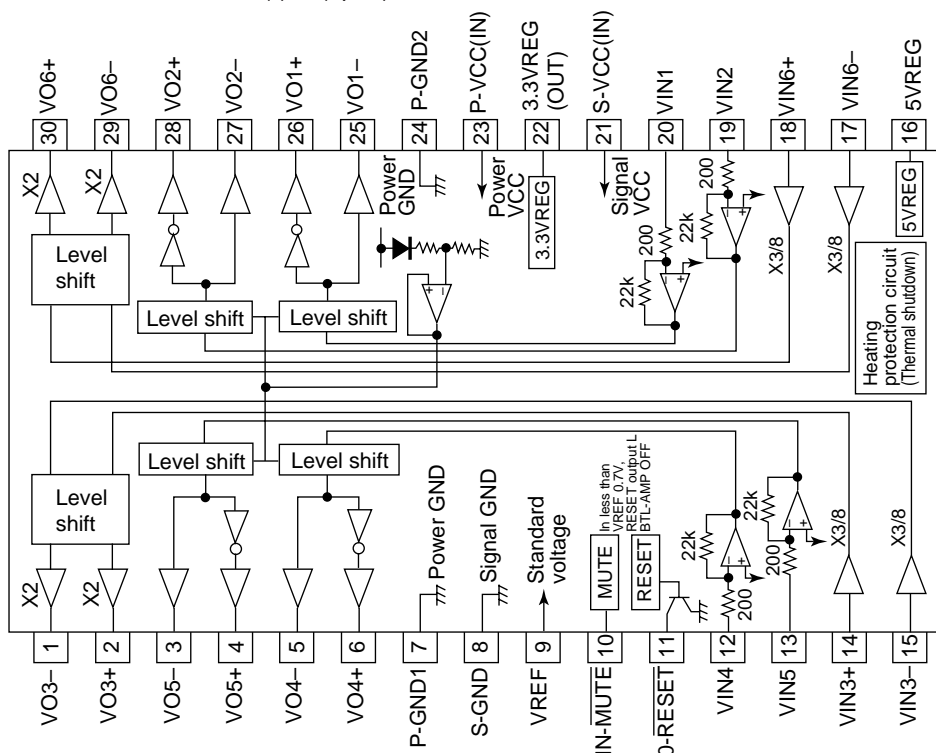 VO6+
VO6–
VO2+
VO2–
VO1+
VO1–
P-GND2
P-VCC(IN)
3.3VREG
(OUT)
S-VCC(IN)
VIN1
VIN2
VIN6+
VIN6–
5VREG
30
29
28
27
26
25
24
23
22
21
20
19
18
17
16
X2
X2
Power
GND
Power
VCC
3.3VREG
Signal
VCC
200
200
5VREG
22k
22k
X3/8
X3/8
Level
shift
Level shift
Level shift
+
–
–
+
–
+
Heating
protection circuit
(Thermal shutdown)
Level
shift
Level shift
Level shift
Power GND
Signal GND
Standard
voltage
In less than
VREF 0.7V,
RESET output L
BTL-AMP OFF
MUTE
RESET
22k
22k
–
+
–
+
200
200
X3/8
X3/8
X2
X2
1
2
3
4
5
6
7
8
9
10
11
12
13
14
15
VO3–
VO3+
VO5–
VO5+
VO4–
VO4+
P-GND1
S-GND
VREF
IN-MUTE
-RESET
VIN4
VIN5
VIN3+
VIN3–